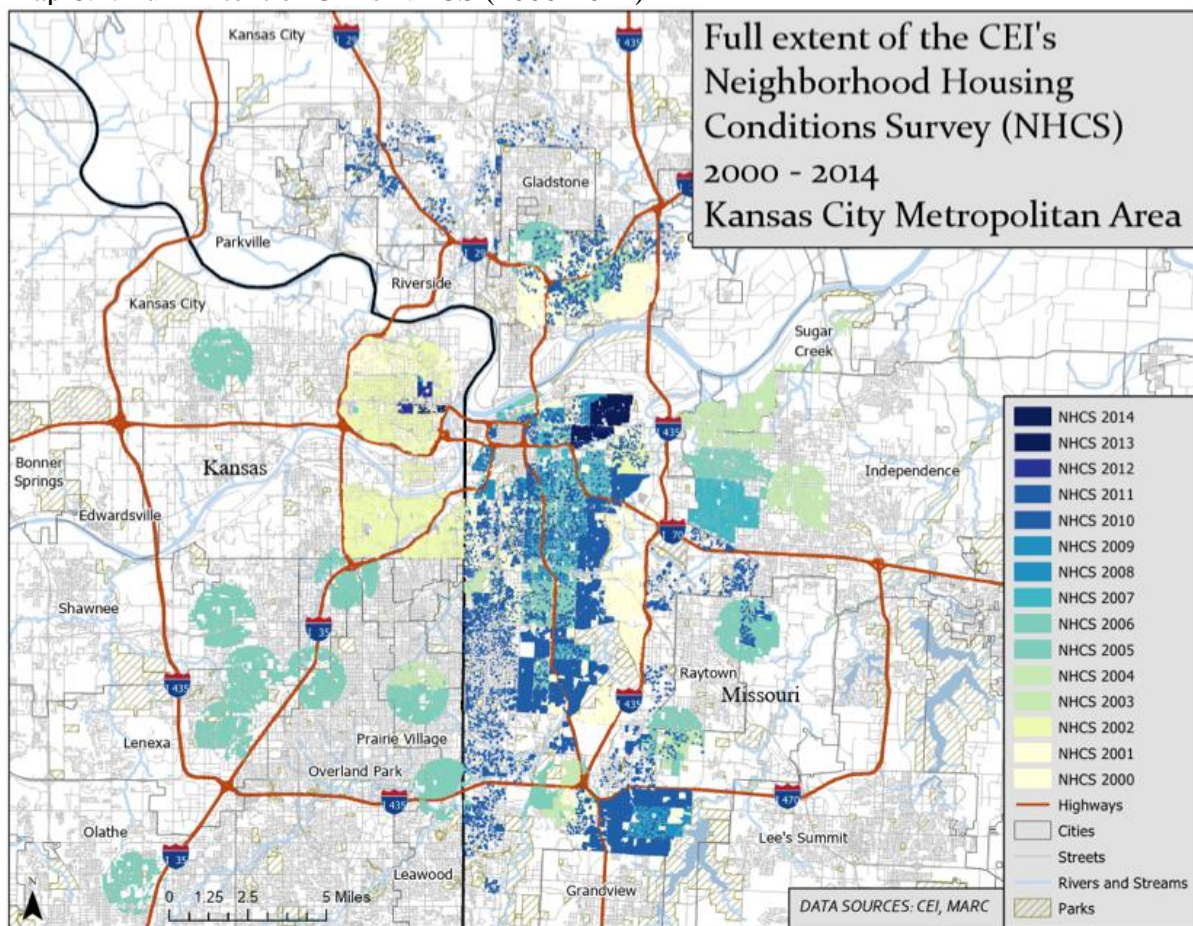 Full extent of the CEI's
Neighborhood Housing
Conditions Survey (NHCS)
2000 - 2014
Kansas City Metropolitan Area
Kansas City
I 29
I 435
Gladstone
Parkville
I 29
Riverside
Kansas City
Sugar
Creek
I 435
Bonner
Springs
Kansas
Independence
Edwardsville
I 70
Shawnee
I 35
Raytown
I 435
I 435
Missouri
Lenexa
Prairie Village
Overland Park
I 435
I 470
Olathe
Lee's Summit
I 35
Leawood
Grandview
N
0 1.25 2.5 5 Miles
DATA SOURCES: CEI, MARC
NHCS 2014
NHCS 2013
NHCS 2012
NHCS 2011
NHCS 2010
NHCS 2009
NHCS 2008
NHCS 2007
NHCS 2006
NHCS 2005
NHCS 2004
NHCS 2003
NHCS 2002
NHCS 2001
NHCS 2000
Highways
Cities
Streets
Rivers and Streams
Parks